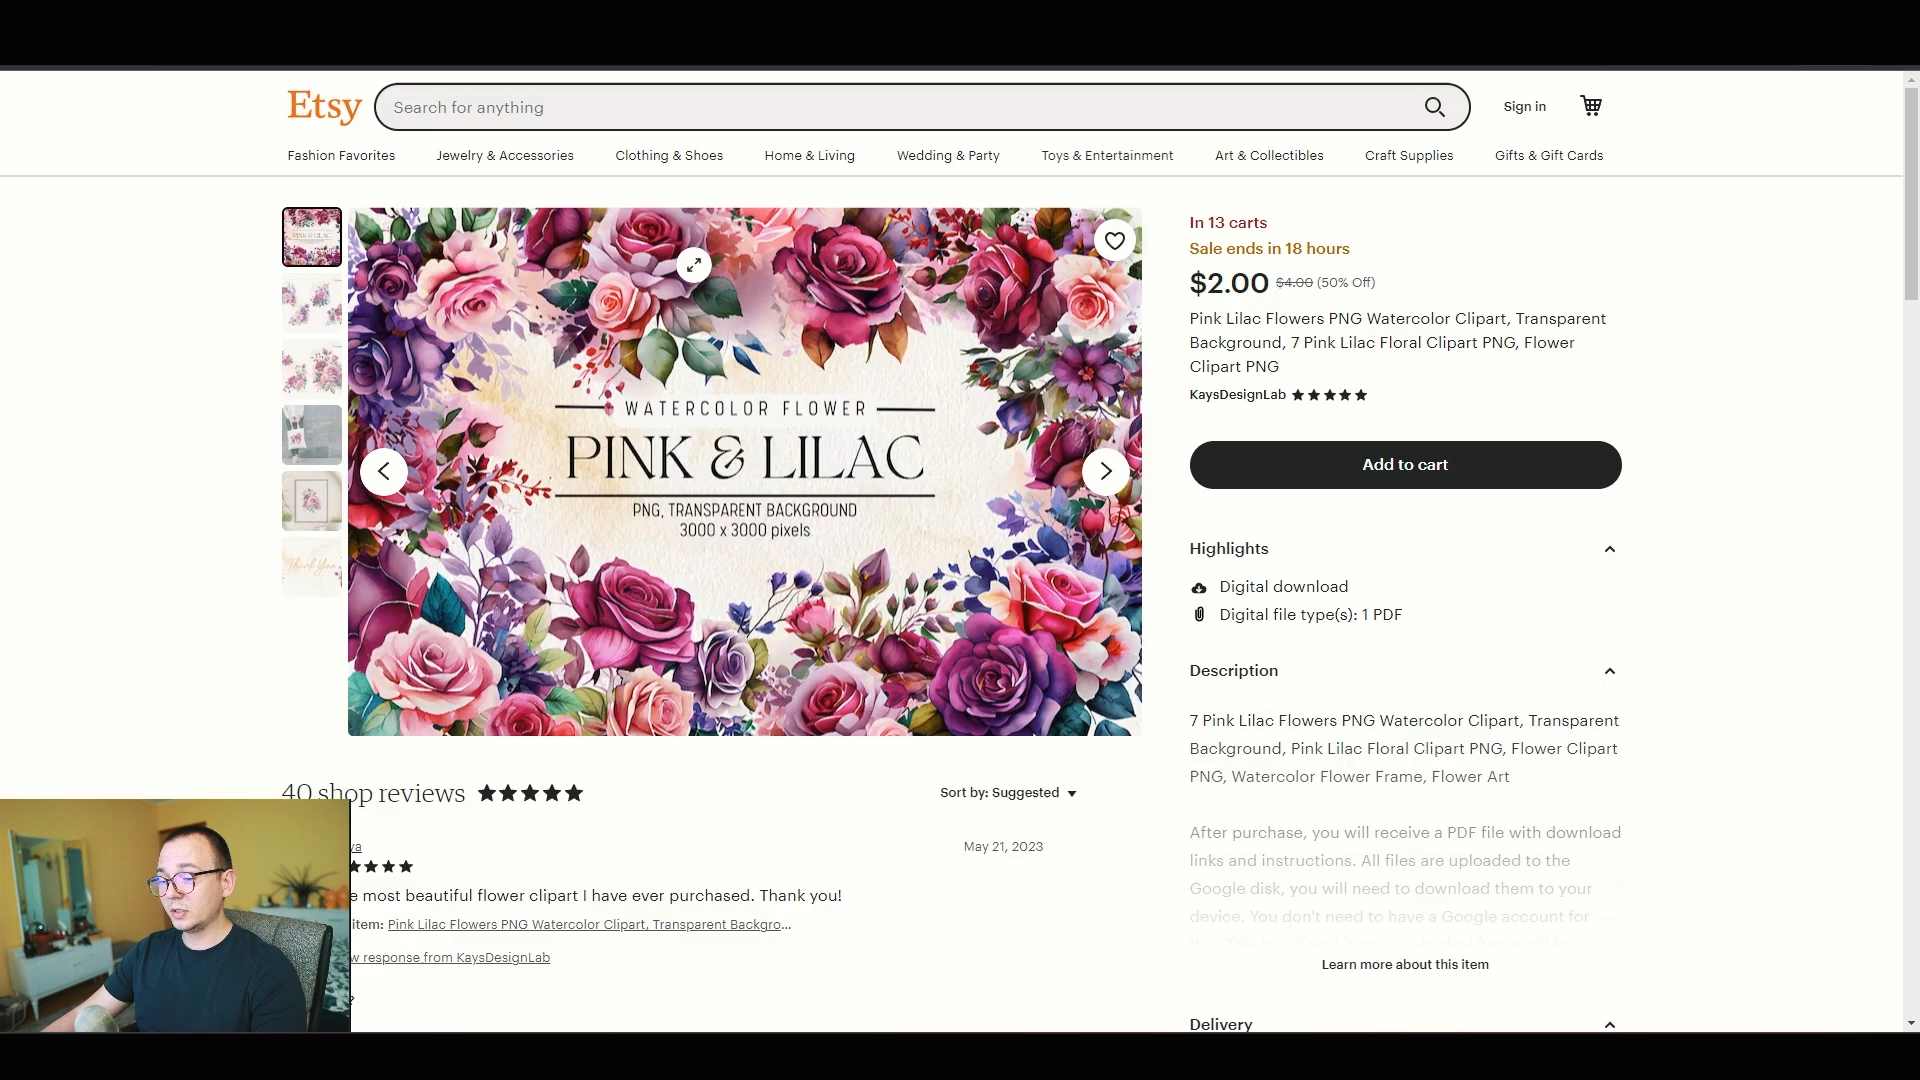 Etsy
Search for anything
Sign in
Fashion Favorites
Jewelry & Accessories
Clothing & Shoes
Home & Living
Wedding & Party
Toys & Entertainment
Art & Collectibles
Craft Supplies
Gifts & Gift Cards
WATERCOLOR FLOWER
PINK & LILAC
PNG, TRANSPARENT BACKGROUND
3000 x 3000 pixels
PINK & LILAC
Thank You
In 13 carts
Sale ends in 18 hours
$2.00 $4.00 (50% Off)
Pink Lilac Flowers PNG Watercolor Clipart, Transparent
Background, 7 Pink Lilac Floral Clipart PNG, Flower
Clipart PNG
KaysDesignLab
Add to cart
Highlights
Digital download
Digital file type(s): 1 PDF
Description
7 Pink Lilac Flowers PNG Watercolor Clipart, Transparent
Background, Pink Lilac Floral Clipart PNG, Flower Clipart
PNG, Watercolor Flower Frame, Flower Art
After purchase, you will receive a PDF file with download
links and instructions. All files are uploaded to the
Google disk, you will need to download them to your
device. You don't need to have a Google account for
Learn more about this item
Delivery
40 shop reviews
Sort by: Suggested
May 21, 2023
most beautiful flower clipart I have ever purchased. Thank you!
item: Pink Lilac Flowers PNG Watercolor Clipart, Transparent Backgro...
response from KaysDesignLab